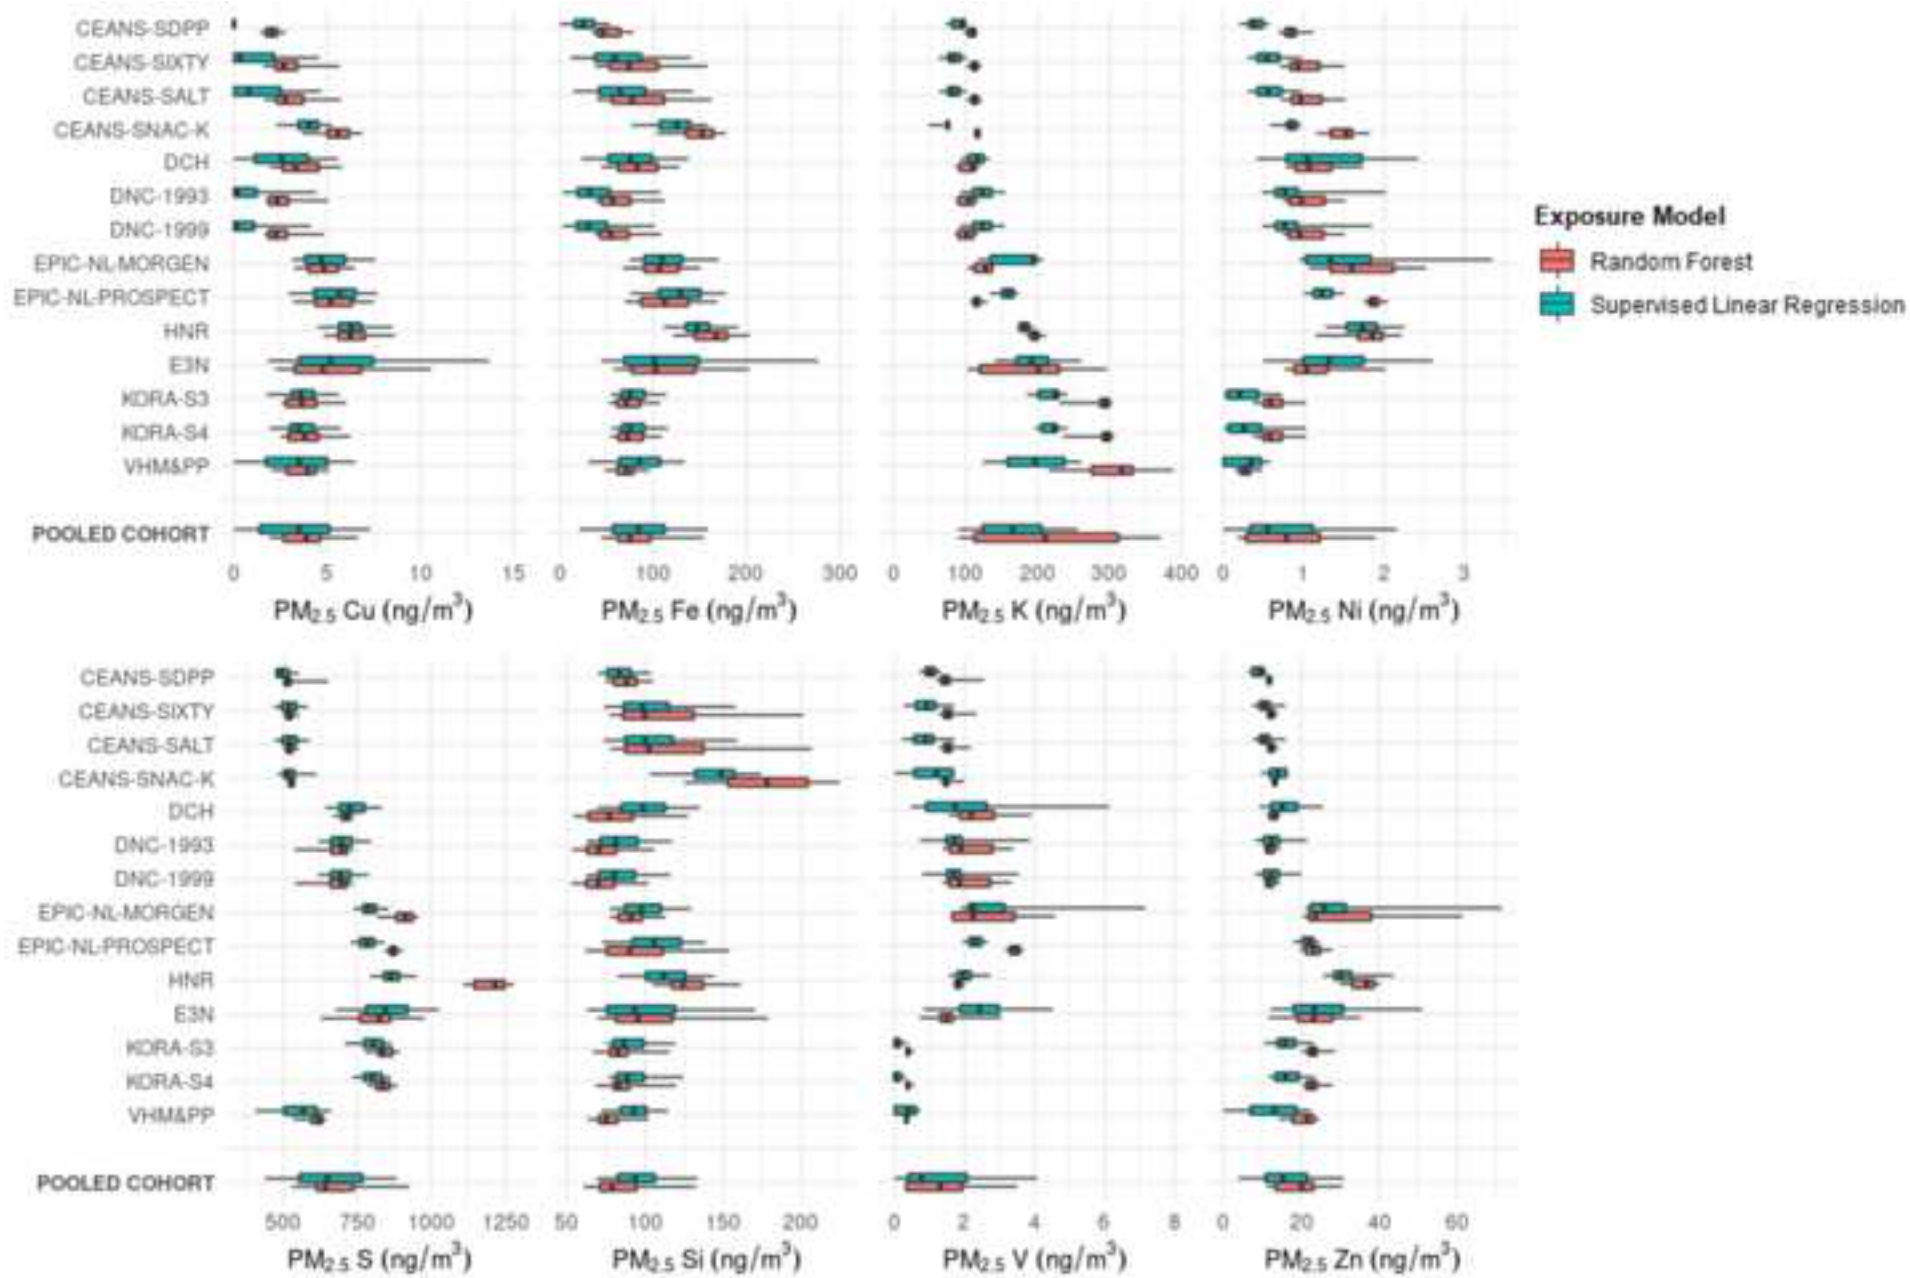 CEANS-SDPP
CEANS-SIXTY
CEANS-SALT
CEANS-SNAC-K
DCH
DNC-1993
DNC-1999
EPIC-NL-MORGEN
EPIC-NL-PROSPECT
HNR
E3N
KORA-S3
KORA-S4
VHM&PP
POOLED COHORT
0 5 10 15 0 100 200 300 0 100 200 300 400 0 1 2 3
PM2.5 Cu (ng/m³) PM2.5 Fe (ng/m³) PM2.5 K (ng/m³) PM2.5 Ni (ng/m³)
Exposure Model
Random Forest
Supervised Linear Regression
CEANS-SDPP
CEANS-SIXTY
CEANS-SALT
CEANS-SNAC-K
DCH
DNC-1993
DNC-1999
EPIC-NL-MORGEN
EPIC-NL-PROSPECT
HNR
E3N
KORA-S3
KORA-S4
VHM&PP
POOLED COHORT
500 750 1000 1250 50 100 150 200 0 2 4 6 8 0 20 40 60
PM2.5 S (ng/m³) PM2.5 Si (ng/m³) PM2.5 V (ng/m³) PM2.5 Zn (ng/m³)